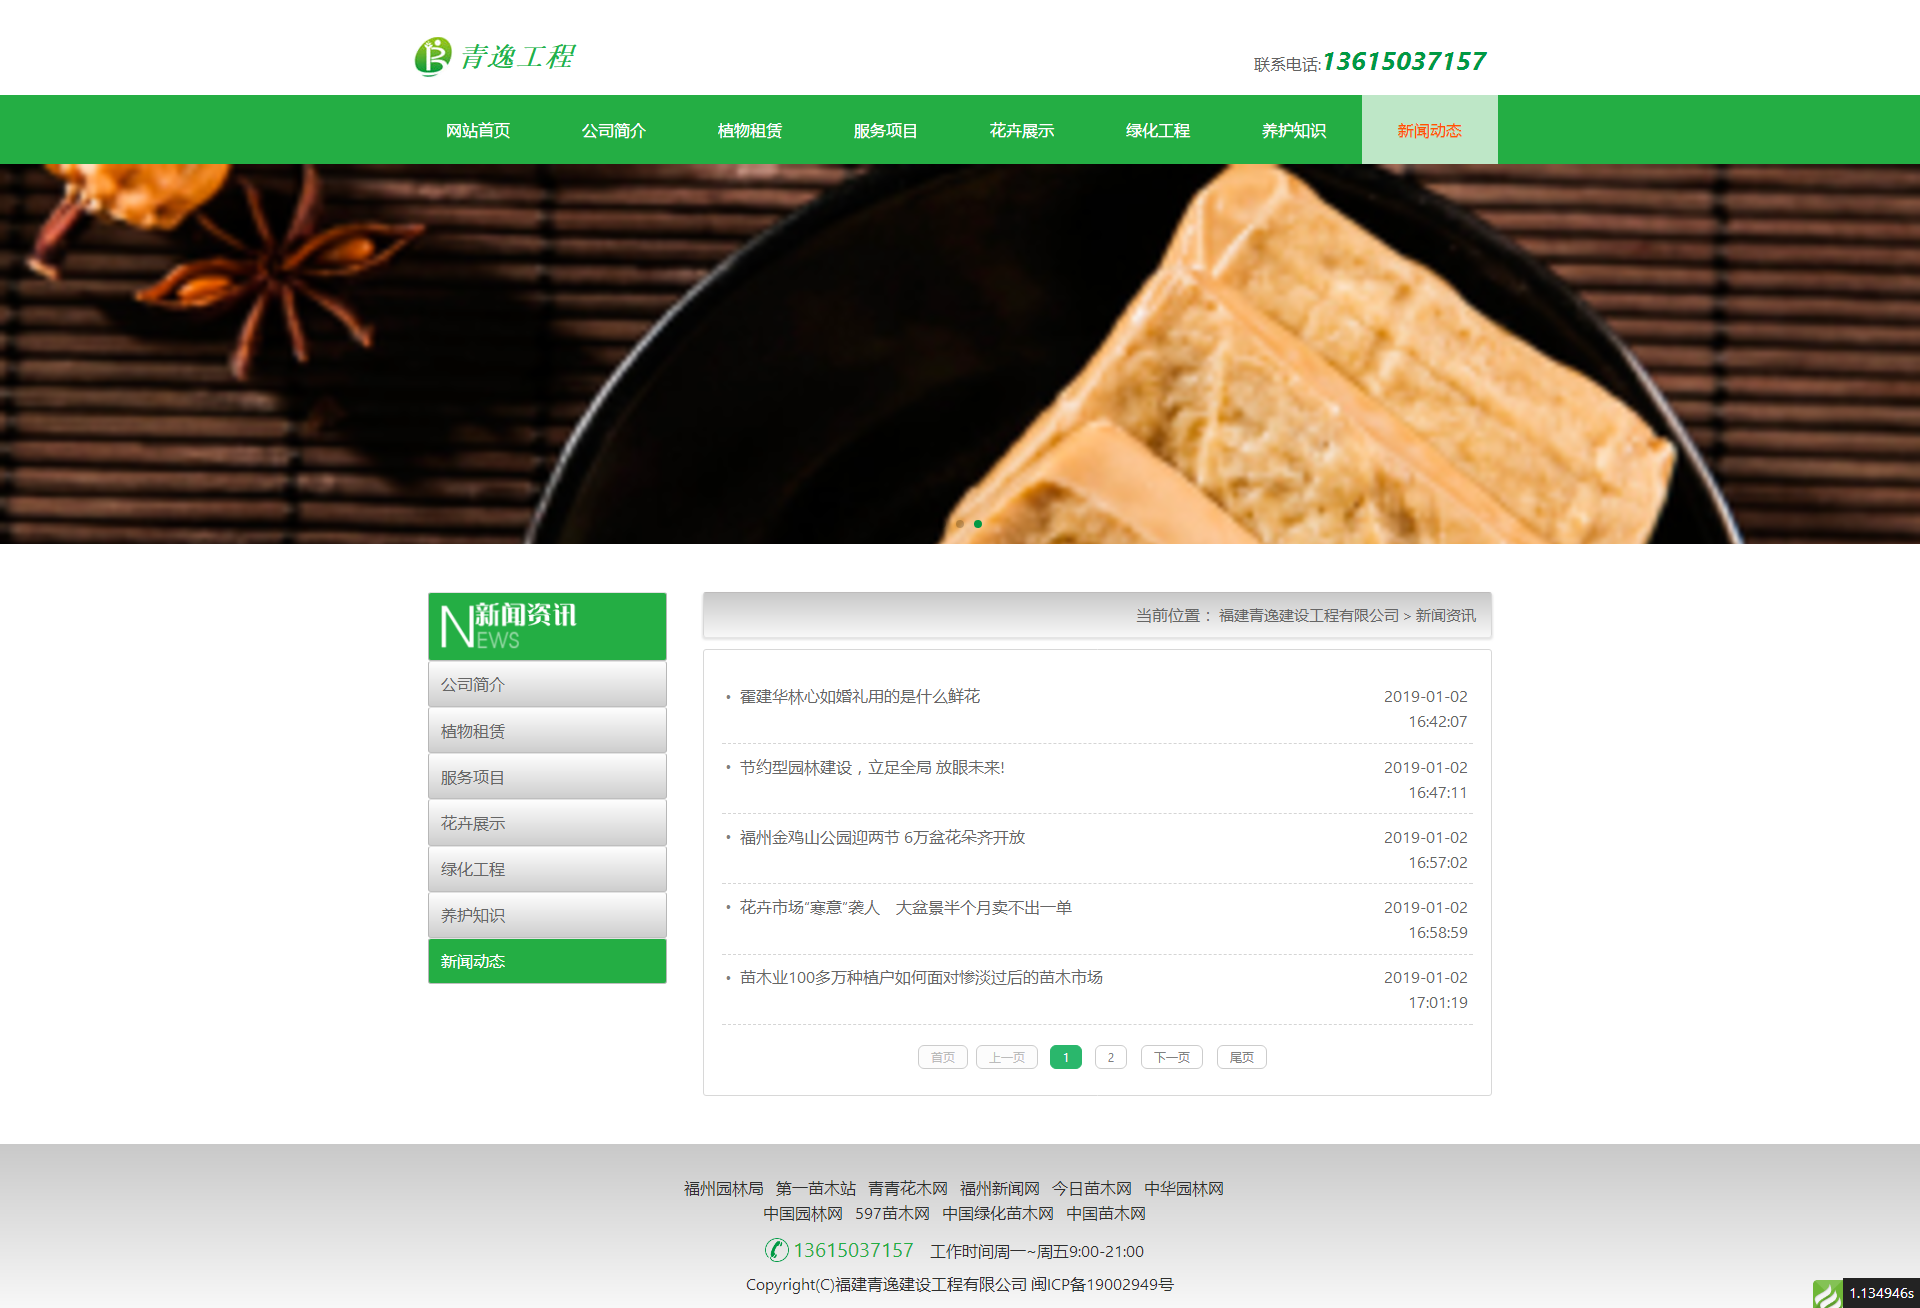 青逸工程
联系电话:13615037157
网站首页 公司简介 植物租赁 服务项目 花卉展示 绿化工程 养护知识 新闻动态
新闻资讯
NEWS
公司简介
植物租赁
服务项目
花卉展示
绿化工程
养护知识
新闻动态
当前位置： 福建青逸建设工程有限公司 > 新闻资讯
• 霍建华林心如婚礼用的是什么鲜花 2019-01-02
16:42:07
• 节约型园林建设，立足全局 放眼未来! 2019-01-02
16:47:11
• 福州金鸡山公园迎两节 6万盆花朵齐开放 2019-01-02
16:57:02
• 花卉市场“寒意”袭人　大盆景半个月卖不出一单 2019-01-02
16:58:59
• 苗木业100多万种植户如何面对惨淡过后的苗木市场 2019-01-02
17:01:19
首页 上一页 1 2 下一页 尾页
福州园林局 第一苗木站 青青花木网 福州新闻网 今日苗木网 中华园林网
中国园林网 597苗木网 中国绿化苗木网 中国苗木网
13615037157 工作时间周一~周五9:00-21:00
Copyright(C)福建青逸建设工程有限公司 闽ICP备19002949号
1.134946s